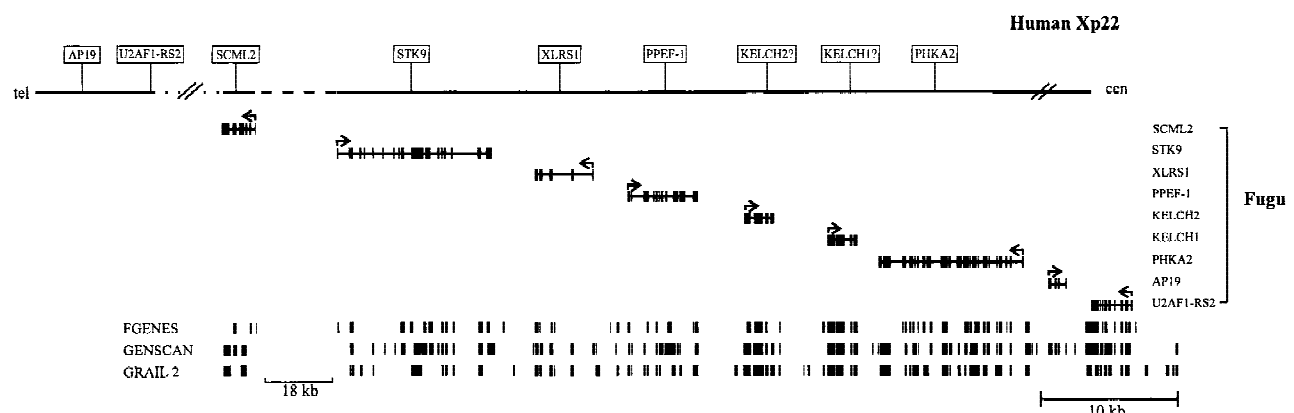 Human Xp22
AP19 U2AF1-RS2 SCML2 STK9 XLRS1 PPEF-1 KELCH2? KELCH1? PHKA2
tel cen
SCML2
STK9
XLRS1
PPEF-1
KELCH2
KELCH1
PHKA2
AP19
U2AF1-RS2
Fugu
FGENES
GENSCAN
GRAIL 2
18 kb
10 kb